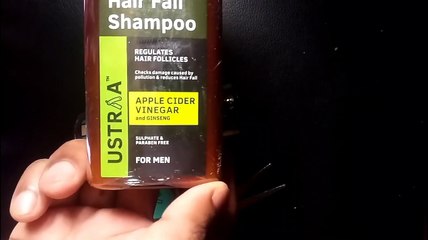 Hair Fall
Shampoo
REGULATES
HAIR FOLLICLES
Checks damage caused by
pollution & reduces Hair Fall
APPLE CIDER
VINEGAR
and GINSENG
SULPHATE &
PARABEN FREE
FOR MEN
USTRAA™